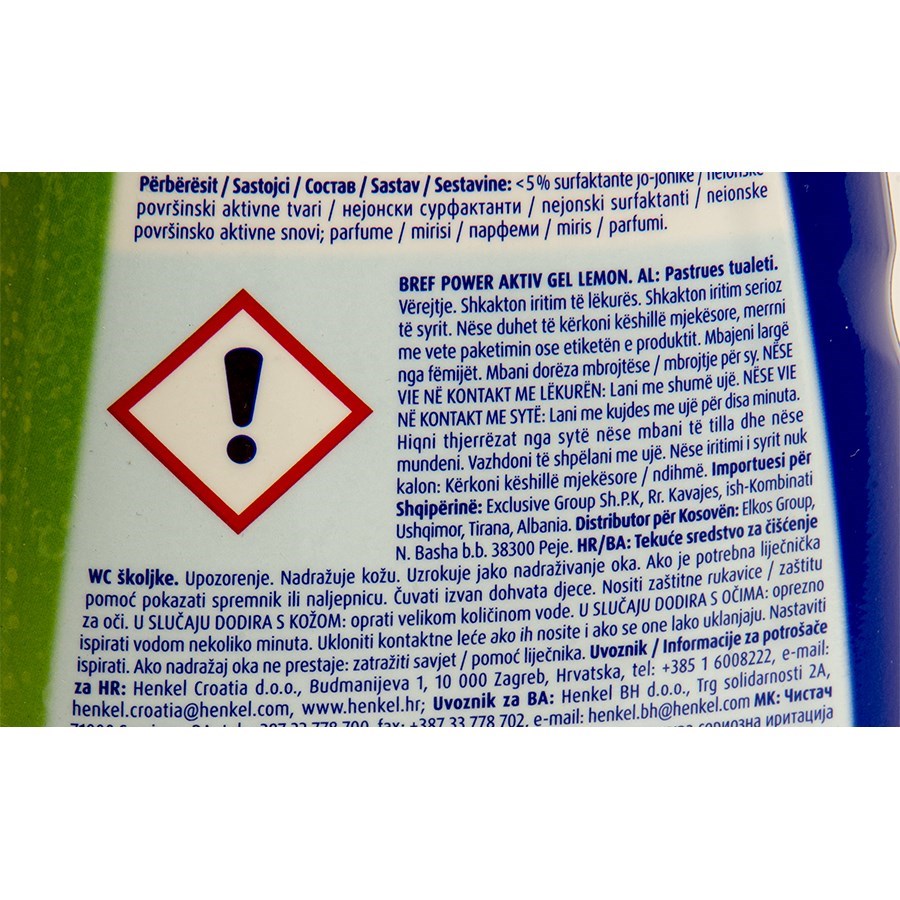 Përbërësit / Sastojci / Состав / Sastav / Sestavine: <5% surfaktante jo-jonike / neionske
površinski aktivne tvari / нејонски сурфактанти / nejonski surfaktanti / neionske
površinsko aktivne snovi; parfume / mirisi / парфеми / miris / parfumi.
BREF POWER AKTIV GEL LEMON. AL: Pastrues tualeti.
Vërejtje. Shkakton iritim të lëkurës. Shkakton iritim serioz
të syrit. Nëse duhet të kërkoni këshillë mjekësore, merrni
me vete paketimin ose etiketën e produktit. Mbajeni largë
nga fëmijët. Mbani dorëza mbrojtëse / mbrojtje për sy. NËSE
VIE NË KONTAKT ME LËKURËN: Lani me shumë ujë. NËSE VIE
NË KONTAKT ME SYTË: Lani me kujdes me ujë për disa minuta.
Hiqni thjerrëzat nga sytë nëse mbani të tilla dhe nëse
mundeni. Vazhdoni të shpëlani me ujë. Nëse iritimi i syrit nuk
kalon: Kërkoni këshillë mjekësore / ndihmë. Importuesi për
Shqipërinë: Exclusive Group Sh.P.K, Rr. Kavajes, ish-Kombinati
Ushqimor, Tirana, Albania. Distributor për Kosovën: Elkos Group,
N. Basha b.b. 38300 Peje. HR/BA: Tekuće sredstvo za čišćenje
WC školjke. Upozorenje. Nadražuje kožu. Uzrokuje jako nadraživanje oka. Ako je potrebna liječnička
pomoć pokazati spremnik ili naljepnicu. Čuvati izvan dohvata djece. Nositi zaštitne rukavice / zaštitu
za oči. U SLUČAJU DODIRA S KOŽOM: oprati velikom količinom vode. U SLUČAJU DODIRA S OČIMA: oprezno
ispirati vodom nekoliko minuta. Ukloniti kontaktne leće ako ih nosite i ako se one lako uklanjaju. Nastaviti
ispirati. Ako nadražaj oka ne prestaje: zatražiti savjet / pomoć liječnika. Uvoznik / Informacije za potrošače
za HR: Henkel Croatia d.o.o., Budmanijeva 1, 10 000 Zagreb, Hrvatska, tel: +385 1 6008222, e-mail:
henkel.croatia@henkel.com, www.henkel.hr; Uvoznik za BA: Henkel BH d.o.o., Trg solidarnosti 2A,
fax: +387 33 778 702, e-mail: henkel.bh@henkel.com МК: Чистач
сериозна иритација